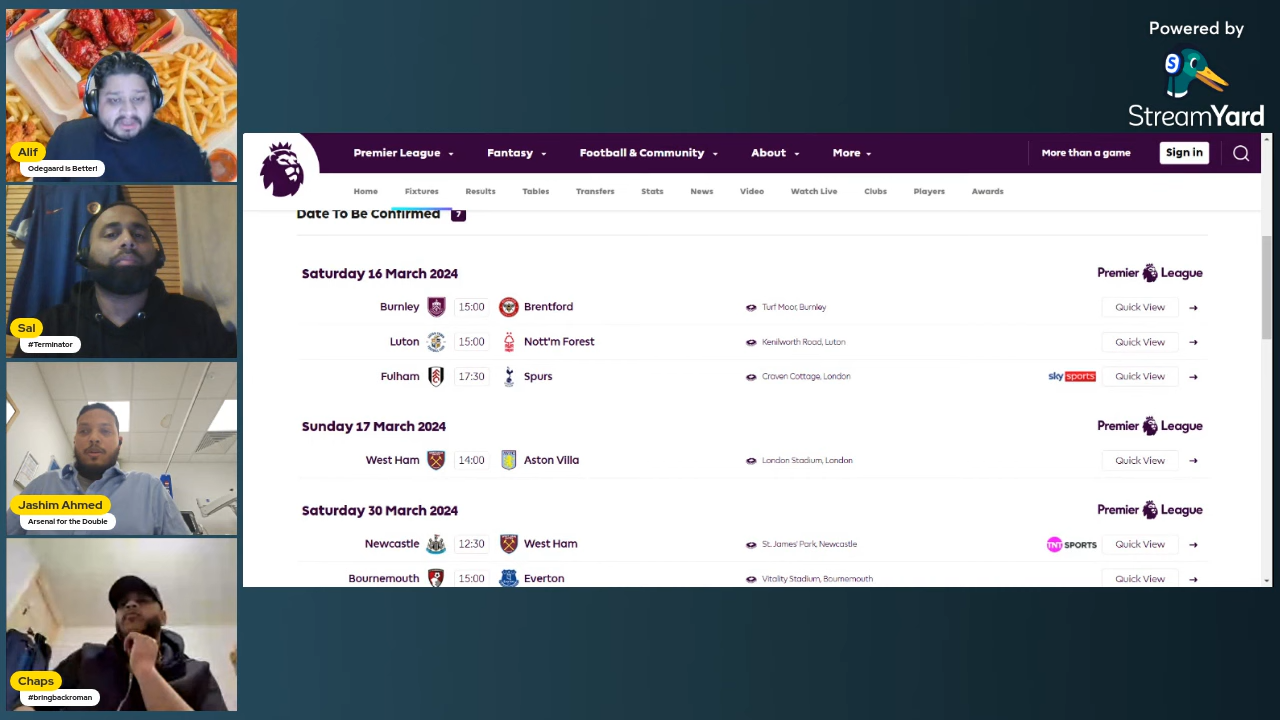 Powered by
StreamYard
Alif
Odegaard is Better!
Sal
#Terminator
Jashim Ahmed
Arsenal for the Double
Chaps
#bringbackroman
Premier League Fantasy Football & Community About More More than a game Sign in
Home Fixtures Results Tables Transfers Stats News Video Watch Live Clubs Players Awards
Date To Be Confirmed 7
Saturday 16 March 2024 Premier League
Burnley 15:00 Brentford Turf Moor, Burnley Quick View
Luton 15:00 Nott'm Forest Kenilworth Road, Luton Quick View
Fulham 17:30 Spurs Craven Cottage, London sky sports Quick View
Sunday 17 March 2024 Premier League
West Ham 14:00 Aston Villa London Stadium, London Quick View
Saturday 30 March 2024 Premier League
Newcastle 12:30 West Ham St. James' Park, Newcastle TNT SPORTS Quick View
Bournemouth 15:00 Everton Vitality Stadium, Bournemouth Quick View